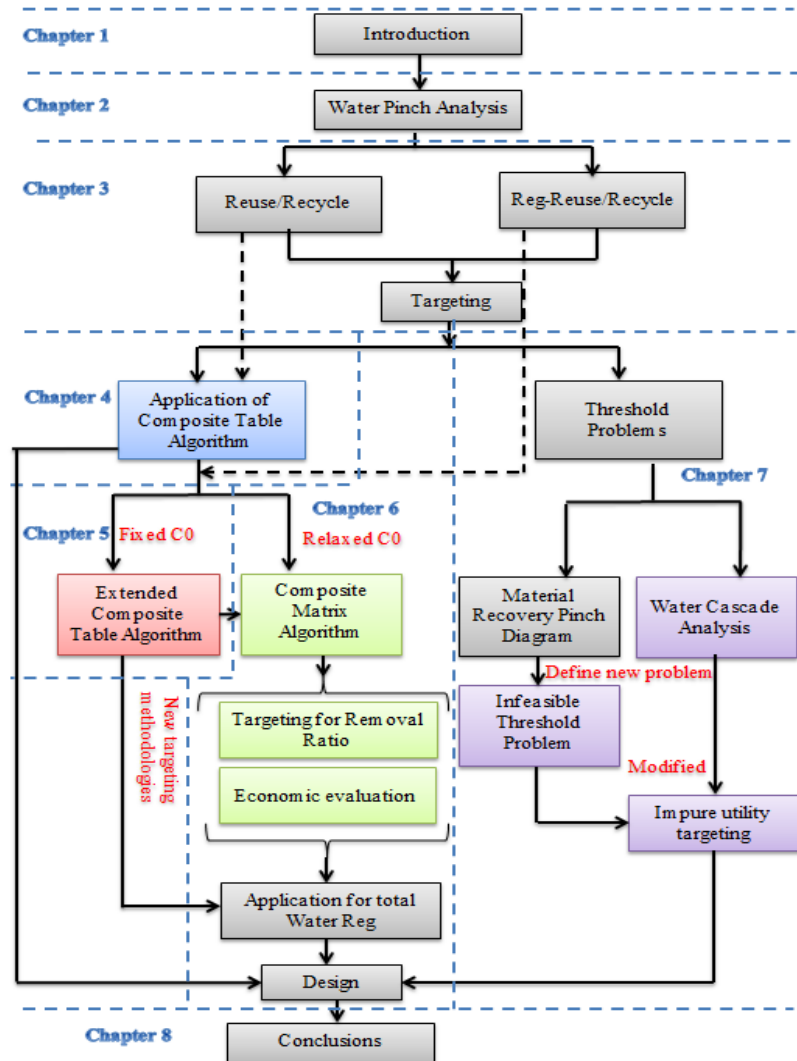 Chapter 1
Introduction
Chapter 2
Water Pinch Analysis
Chapter 3
Reuse/Recycle
Reg-Reuse/Recycle
Targeting
Chapter 4
Application of
Composite Table
Algorithm
Threshold
Problem s
Chapter 7
Chapter 6
Chapter 5
Fixed C0
Relaxed C0
Extended
Composite
Table Algorithm
Composite
Matrix
Algorithm
Material
Recovery Pinch
Diagram
Water Cascade
Analysis
Define new problem
New targeting
methodologies
Targeting for Removal
Ratio
Infeasible
Threshold
Problem
Economic evaluation
Modified
Impure utility
targeting
Application for total
Water Reg
Design
Chapter 8
Conclusions